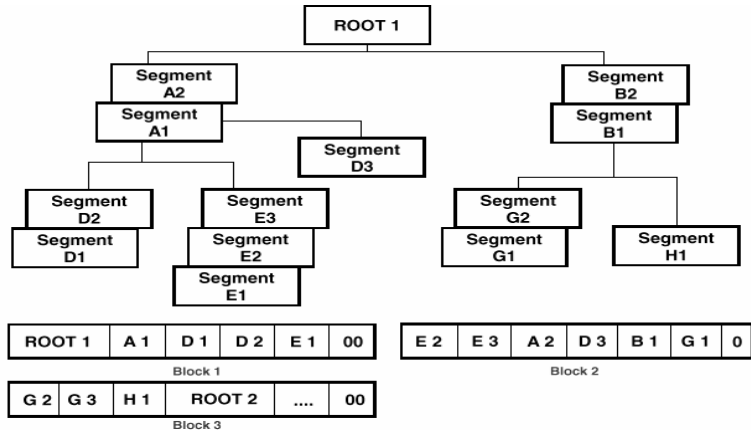 ROOT 1
Segment
A2
Segment
B2
Segment
A1
Segment
B1
Segment
D3
Segment
D2
Segment
E3
Segment
G2
Segment
D1
Segment
E2
Segment
G1
Segment
H1
Segment
E1
ROOT 1 A 1 D 1 D 2 E 1 00
Block 1
E 2 E 3 A 2 D 3 B 1 G 1 0
Block 2
G 2 G 3 H 1 ROOT 2 .... 00
Block 3